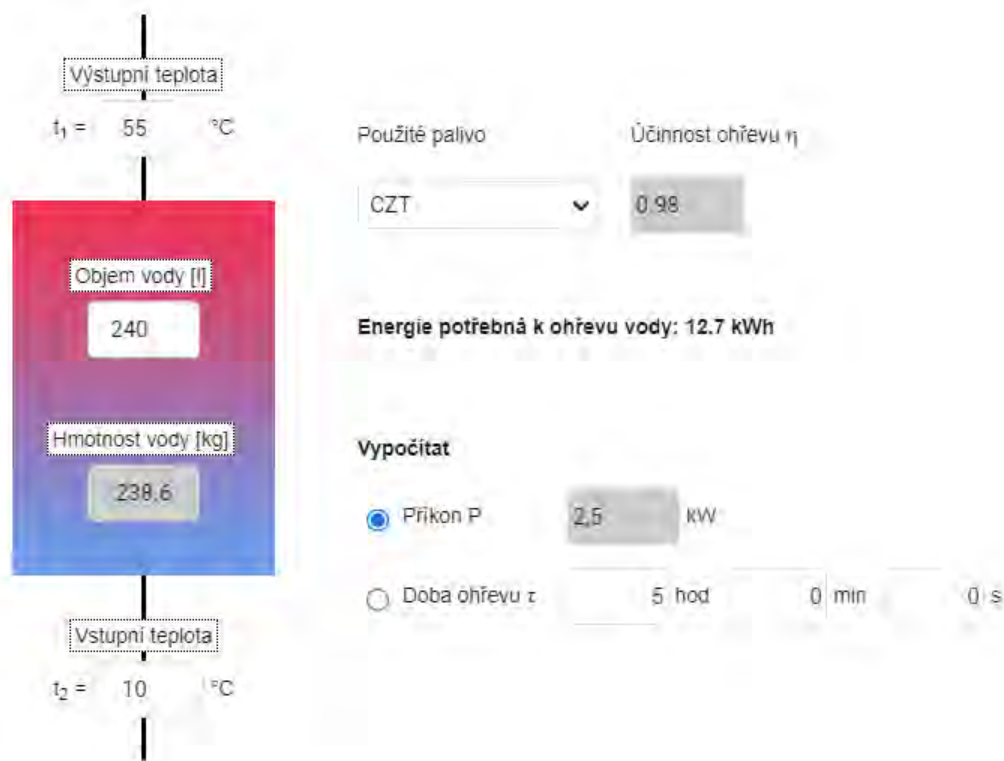 Výstupní teplota
t₁ = 55 °C
Použité palivo
Účinnost ohřevu η
CZT
0.98
Objem vody [l]
240
Energie potřebná k ohřevu vody: 12.7 kWh
Hmotnost vody [kg]
238.6
Vypočítat
Příkon P 2,5 kW
Doba ohřevu τ 5 hod 0 min 0 s
Vstupní teplota
t₂ = 10 °C